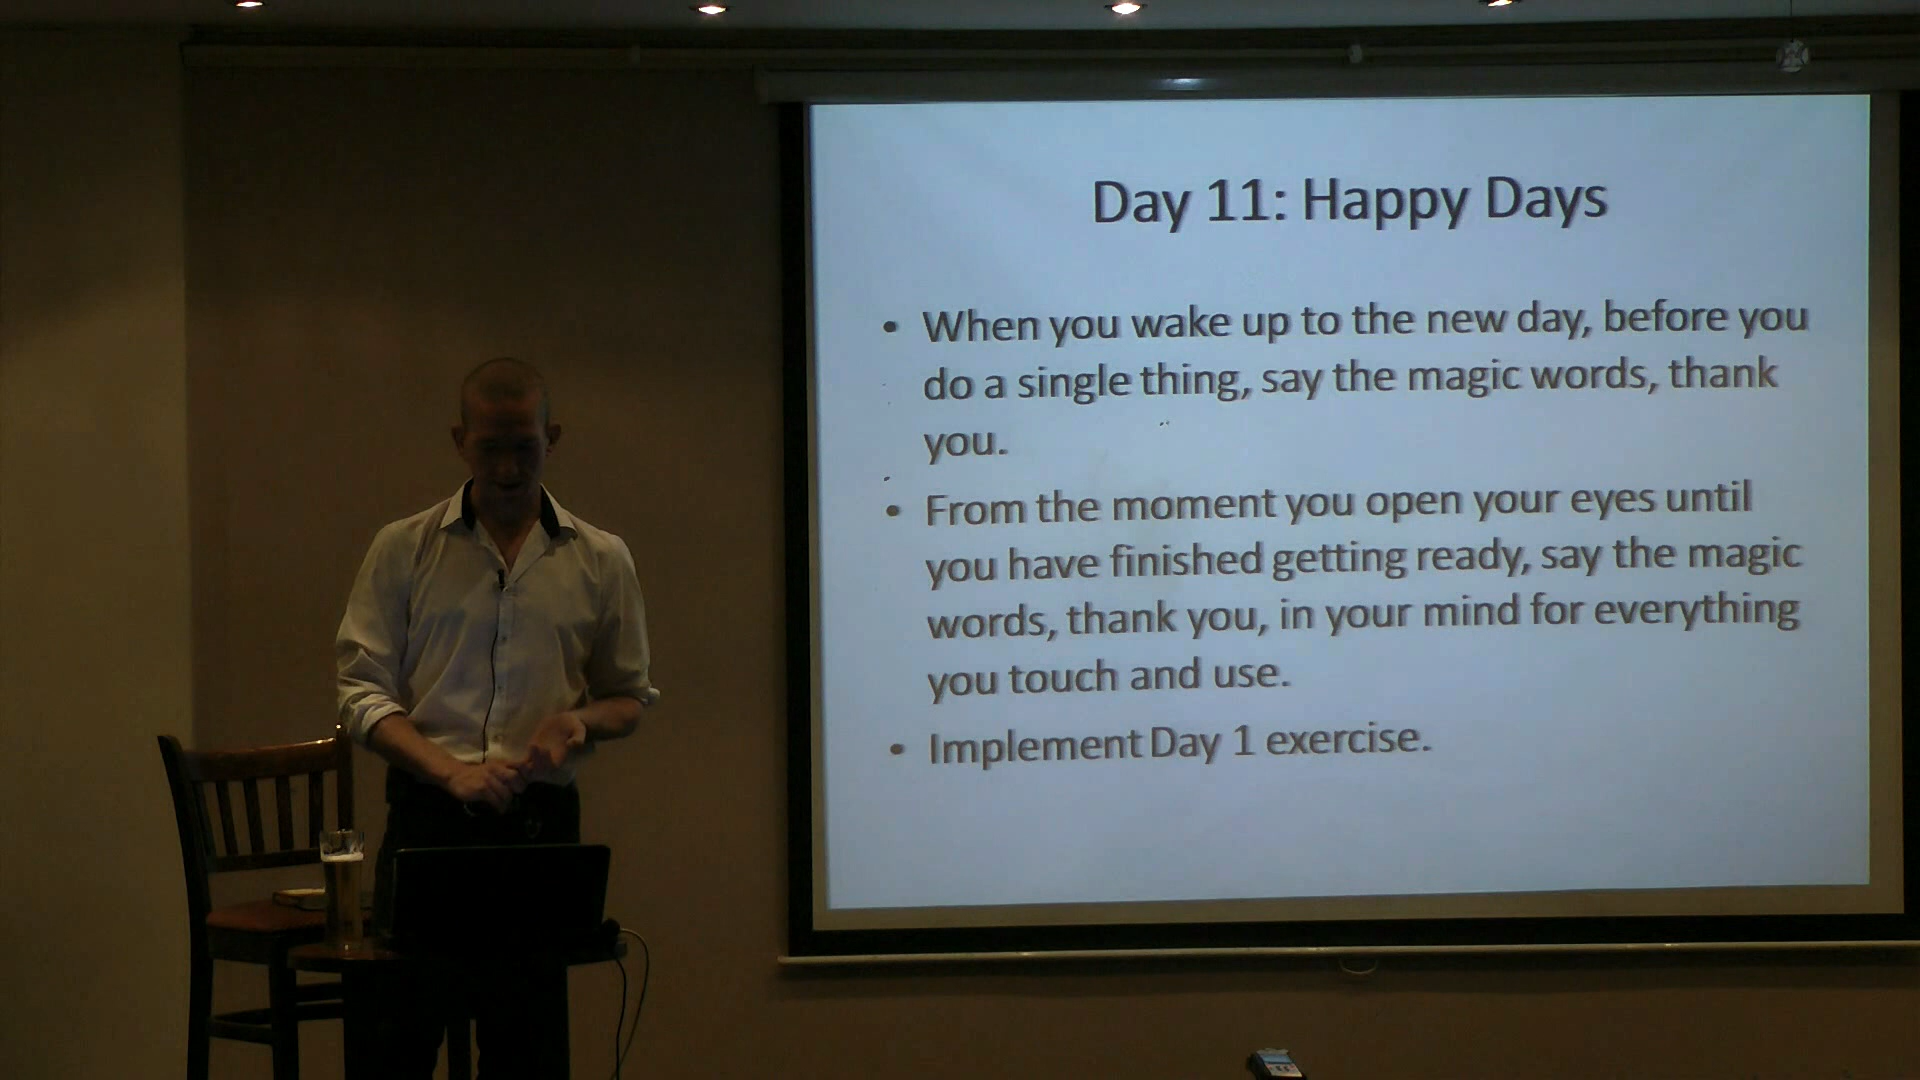 Day 11: Happy Days
• When you wake up to the new day, before you
do a single thing, say the magic words, thank
you.
• From the moment you open your eyes until
you have finished getting ready, say the magic
words, thank you, in your mind for everything
you touch and use.
• Implement Day 1 exercise.